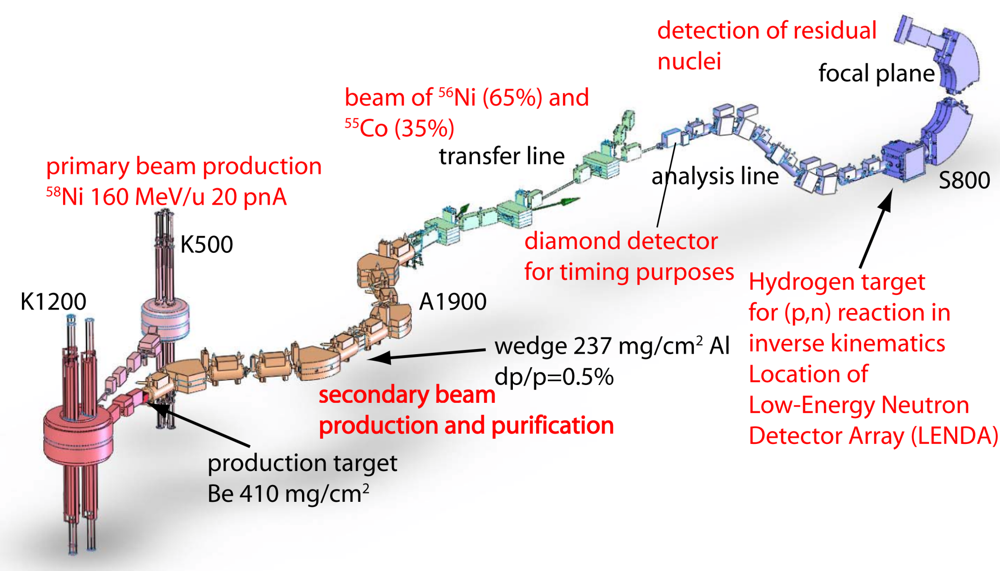 detection of residual
nuclei
focal plane
beam of ⁵⁶Ni (65%) and
⁵⁵Co (35%)
transfer line
primary beam production
⁵⁸Ni 160 MeV/u 20 pnA
analysis line
S800
K500
diamond detector
for timing purposes
K1200
A1900
Hydrogen target
for (p,n) reaction in
inverse kinematics
Location of
Low-Energy Neutron
Detector Array (LENDA)
wedge 237 mg/cm² Al
dp/p=0.5%
secondary beam
production and purification
production target
Be 410 mg/cm²